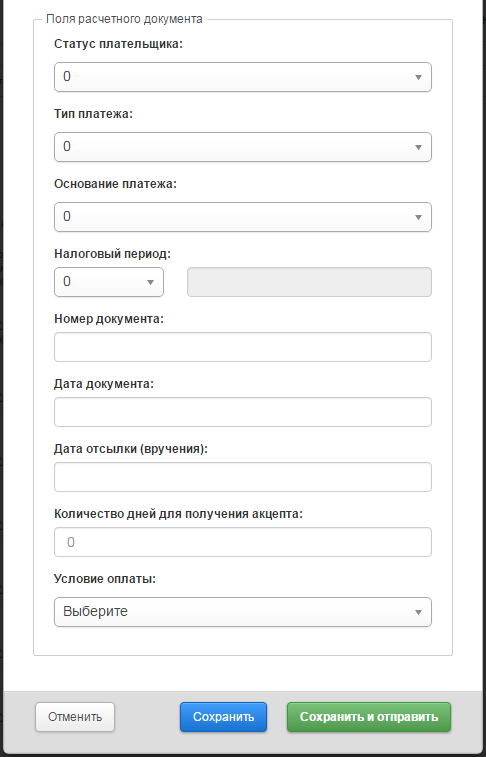 Поля расчетного документа
Статус плательщика:
0
Тип платежа:
0
Основание платежа:
0
Налоговый период:
0
Номер документа:
Дата документа:
Дата отсылки (вручения):
Количество дней для получения акцепта:
0
Условие оплаты:
Выберите
Отменить Сохранить Сохранить и отправить